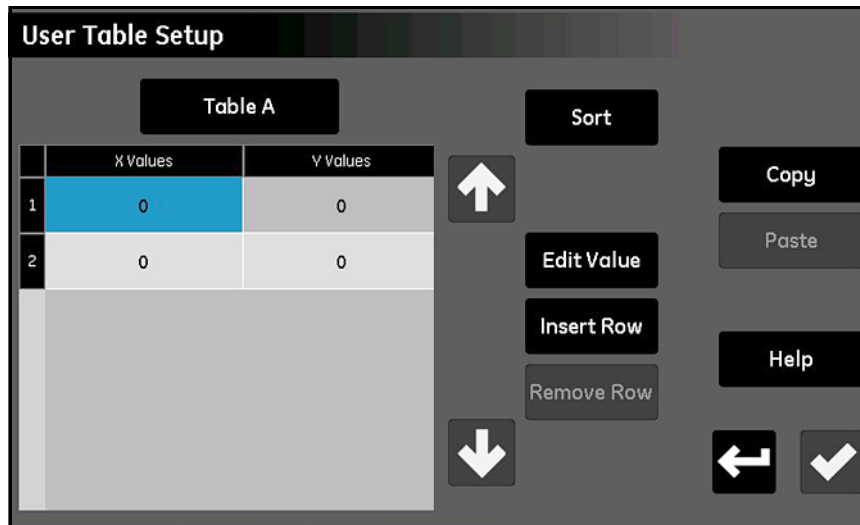 User Table Setup
Table A
X Values Y Values
1 0 0
2 0 0
Sort
Edit Value
Insert Row
Remove Row
Copy
Paste
Help